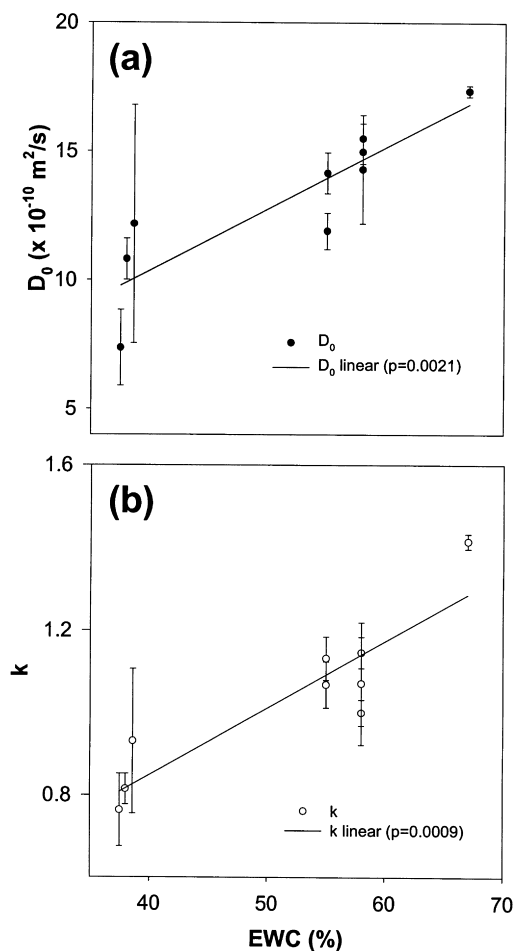 20
(a)
15
D₀ (x 10⁻¹⁰ m²/s)
10
D₀
D₀ linear (p=0.0021)
5
1.6
(b)
1.2
k
0.8
k
k linear (p=0.0009)
40 50 60 70
EWC (%)